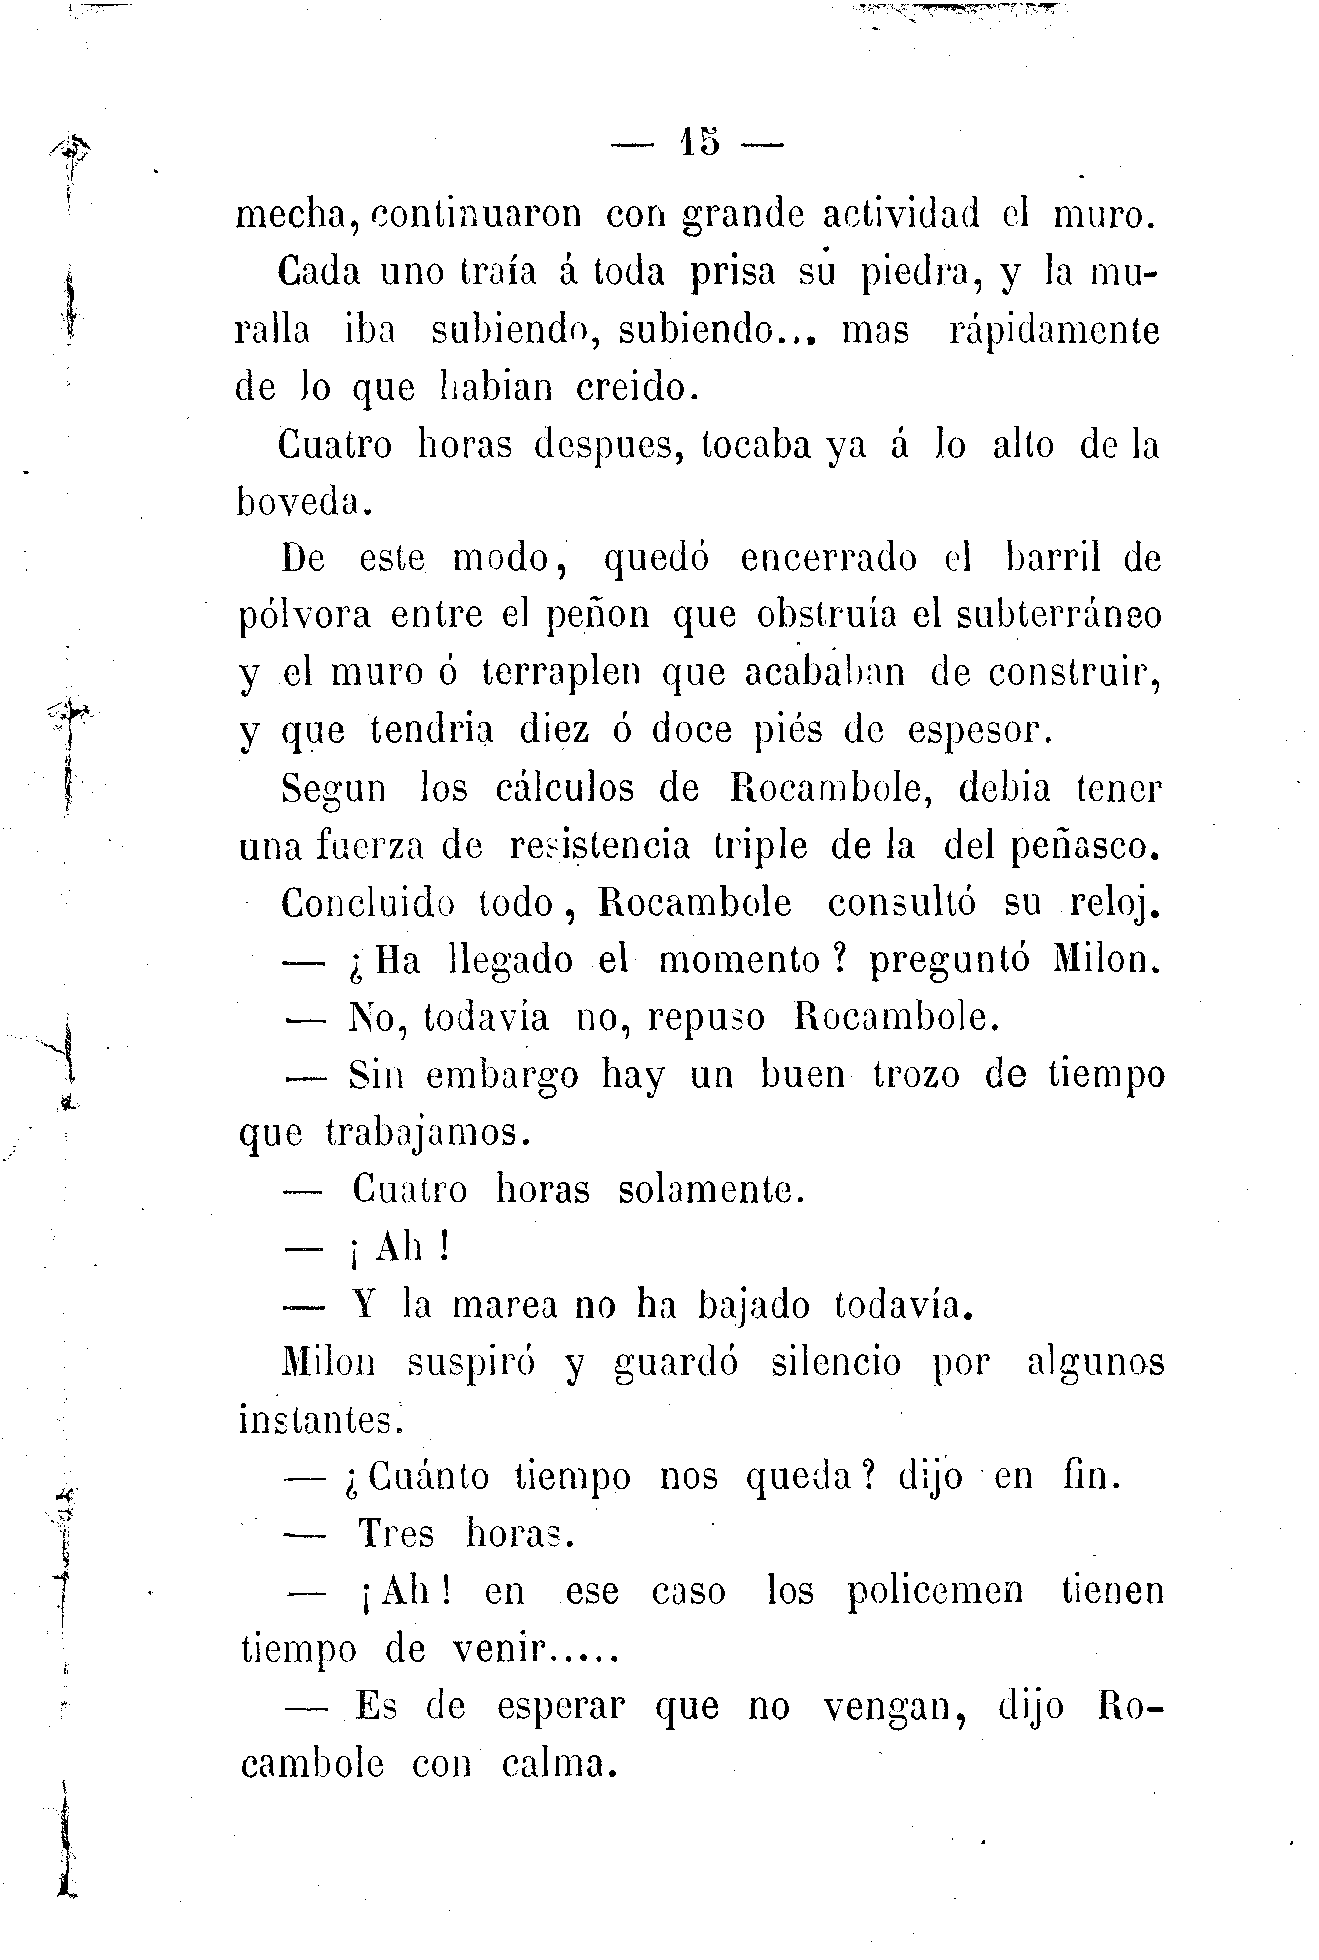 — 15 —
mecha, continuaron con grande actividad el muro.
Cada uno traía á toda prisa su piedra, y la mu-
ralla iba subiendo, subiendo... mas rápidamente
de lo que habian creido.
Cuatro horas despues, tocaba ya á lo alto de la
boveda.
De este modo, quedó encerrado el barril de
pólvora entre el peñon que obstruía el subterráneo
y el muro ó terraplen que acababan de construir,
y que tendria diez ó doce piés de espesor.
Segun los cálculos de Rocambole, debia tener
una fuerza de resistencia triple de la del peñasco.
Concluido todo, Rocambole consultó su reloj.
— ¿Ha llegado el momento? preguntó Milon.
— No, todavía no, repuso Rocambole.
— Sin embargo hay un buen trozo de tiempo
que trabajamos.
— Cuatro horas solamente.
— ¡Ah!
— Y la marea no ha bajado todavía.
Milon suspiró y guardó silencio por algunos
instantes.
— ¿Cuánto tiempo nos queda? dijo en fin.
— Tres horas.
— ¡Ah! en ese caso los policemen tienen
tiempo de venir.....
— Es de esperar que no vengan, dijo Ro-
cambole con calma.